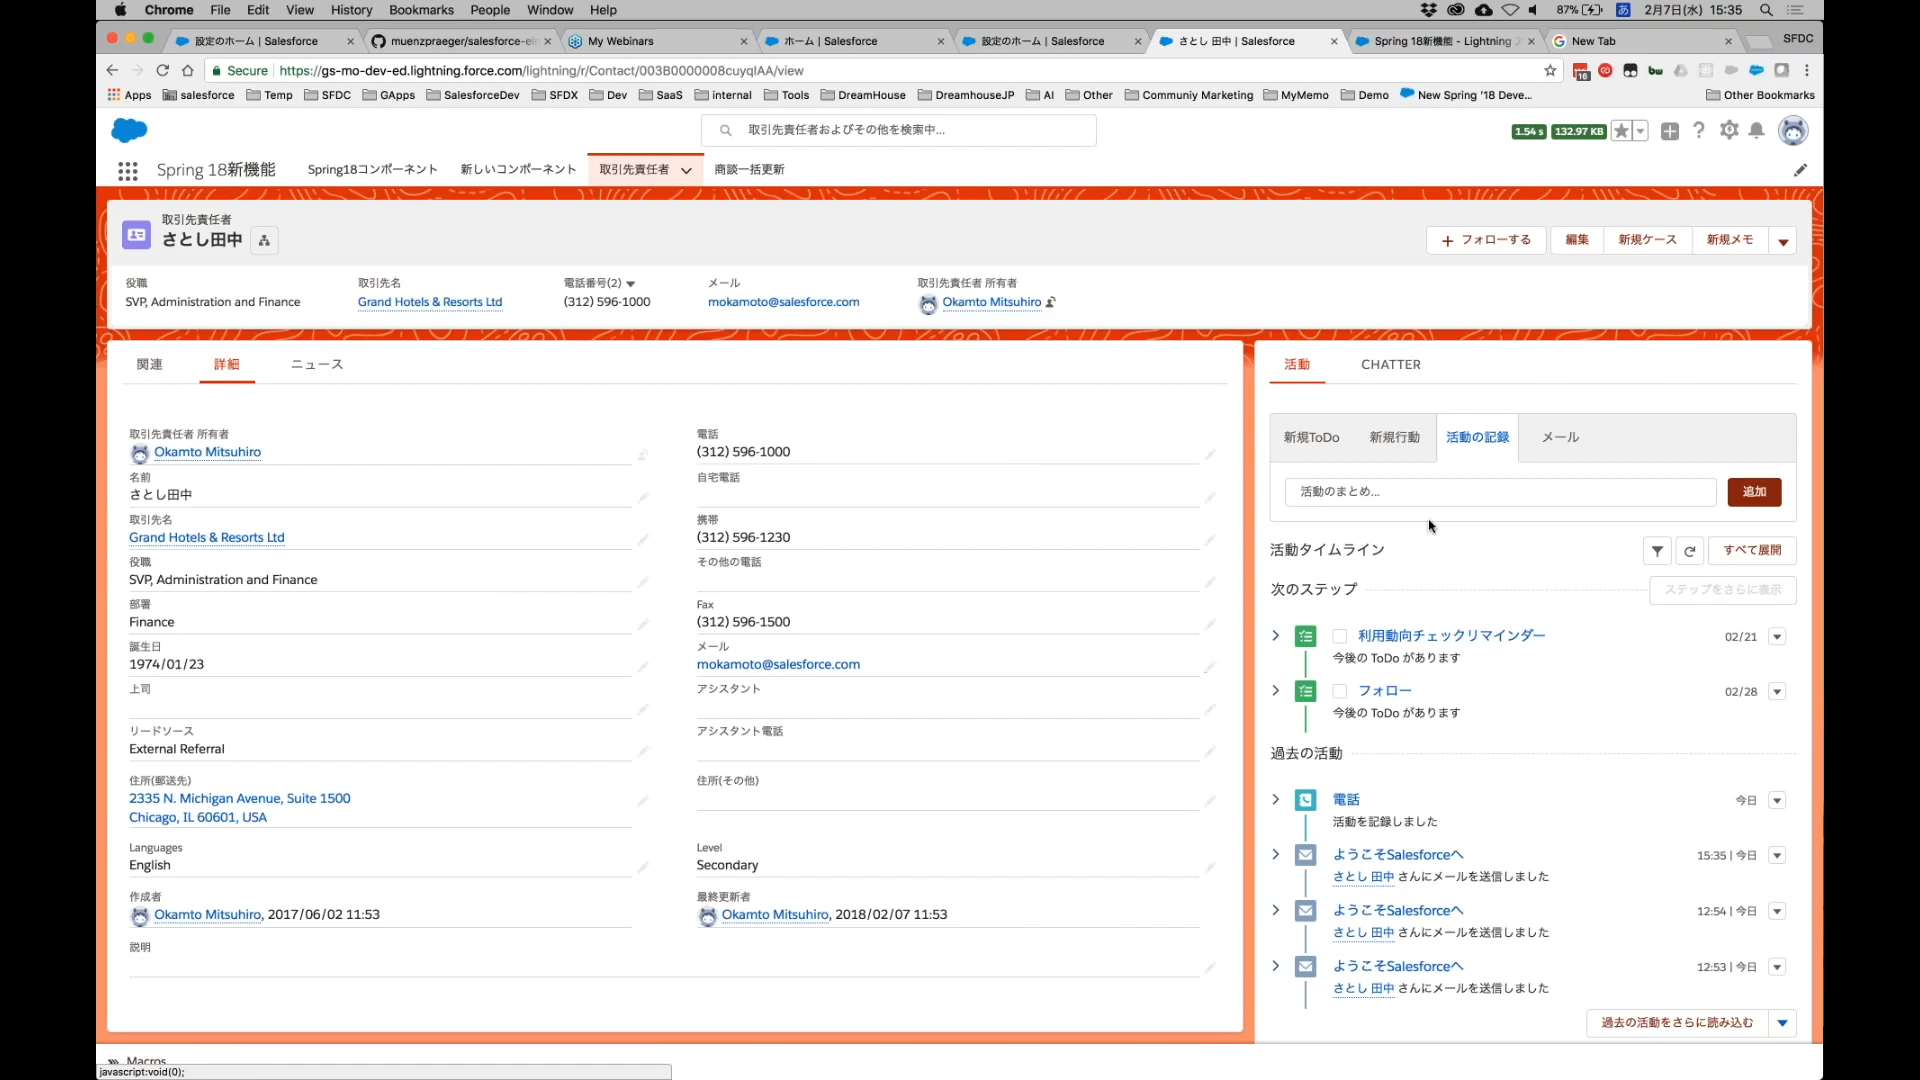 Chrome File Edit View History Bookmarks People Window Help 87% あ 2月7日(水) 15:35
設定のホーム | Salesforce muenzpraeger/salesforce-ein My Webinars ホーム | Salesforce 設定のホーム | Salesforce さとし 田中 | Salesforce Spring 18新機能 - Lightning New Tab SFDC
Secure https://gs-mo-dev-ed.lightning.force.com/lightning/r/Contact/003B0000008cuyqIAA/view 16
Apps salesforce Temp SFDC GApps SalesforceDev SFDX Dev SaaS internal Tools DreamHouse DreamhouseJP AI Other Communiy Marketing MyMemo Demo New Spring '18 Deve... Other Bookmarks
取引先責任者およびその他を検索中... 1.54 s 132.97 KB
Spring 18新機能 Spring18コンポーネント 新しいコンポーネント 取引先責任者 商談一括更新
取引先責任者
さとし田中
フォローする 編集 新規ケース 新規メモ
役職 取引先名 電話番号(2) メール 取引先責任者 所有者
SVP, Administration and Finance Grand Hotels & Resorts Ltd (312) 596-1000 mokamoto@salesforce.com Okamto Mitsuhiro
関連 詳細 ニュース
取引先責任者 所有者 電話
Okamto Mitsuhiro (312) 596-1000
名前 自宅電話
さとし田中
取引先名 携帯
Grand Hotels & Resorts Ltd (312) 596-1230
役職 その他の電話
SVP, Administration and Finance
部署 Fax
Finance (312) 596-1500
誕生日 メール
1974/01/23 mokamoto@salesforce.com
上司 アシスタント
リードソース アシスタント電話
External Referral
住所(郵送先) 住所(その他)
2335 N. Michigan Avenue, Suite 1500
Chicago, IL 60601, USA
Languages Level
English Secondary
作成者 最終更新者
Okamto Mitsuhiro, 2017/06/02 11:53 Okamto Mitsuhiro, 2018/02/07 11:53
説明
活動 CHATTER
新規ToDo 新規行動 活動の記録 メール
活動のまとめ... 追加
活動タイムライン すべて展開
次のステップ ステップをさらに表示
利用動向チェックリマインダー 02/21
今後の ToDo があります
フォロー 02/28
今後の ToDo があります
過去の活動
電話 今日
活動を記録しました
ようこそSalesforceへ 15:35 | 今日
さとし 田中 さんにメールを送信しました
ようこそSalesforceへ 12:54 | 今日
さとし 田中 さんにメールを送信しました
ようこそSalesforceへ 12:53 | 今日
さとし 田中 さんにメールを送信しました
過去の活動をさらに読み込む
Macros
javascript:void(0);